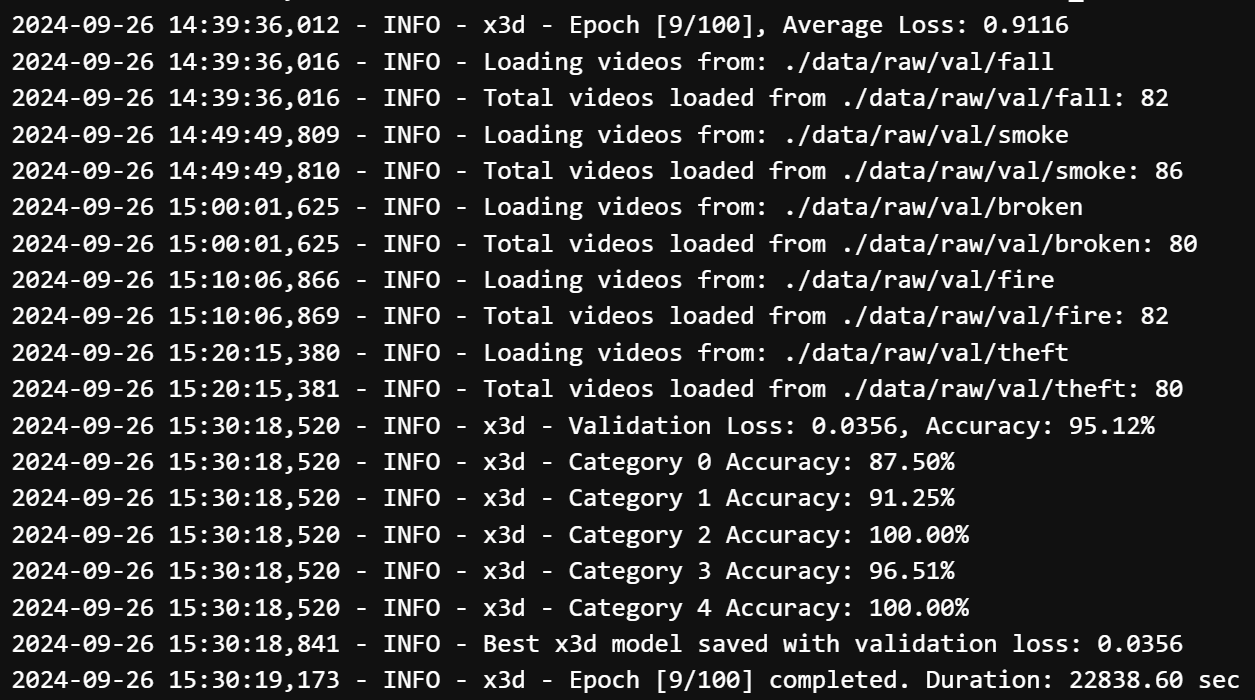 2024-09-26 14:39:36,012 - INFO - x3d - Epoch [9/100], Average Loss: 0.9116
2024-09-26 14:39:36,016 - INFO - Loading videos from: ./data/raw/val/fall
2024-09-26 14:39:36,016 - INFO - Total videos loaded from ./data/raw/val/fall: 82
2024-09-26 14:49:49,809 - INFO - Loading videos from: ./data/raw/val/smoke
2024-09-26 14:49:49,810 - INFO - Total videos loaded from ./data/raw/val/smoke: 86
2024-09-26 15:00:01,625 - INFO - Loading videos from: ./data/raw/val/broken
2024-09-26 15:00:01,625 - INFO - Total videos loaded from ./data/raw/val/broken: 80
2024-09-26 15:10:06,866 - INFO - Loading videos from: ./data/raw/val/fire
2024-09-26 15:10:06,869 - INFO - Total videos loaded from ./data/raw/val/fire: 82
2024-09-26 15:20:15,380 - INFO - Loading videos from: ./data/raw/val/theft
2024-09-26 15:20:15,381 - INFO - Total videos loaded from ./data/raw/val/theft: 80
2024-09-26 15:30:18,520 - INFO - x3d - Validation Loss: 0.0356, Accuracy: 95.12%
2024-09-26 15:30:18,520 - INFO - x3d - Category 0 Accuracy: 87.50%
2024-09-26 15:30:18,520 - INFO - x3d - Category 1 Accuracy: 91.25%
2024-09-26 15:30:18,520 - INFO - x3d - Category 2 Accuracy: 100.00%
2024-09-26 15:30:18,520 - INFO - x3d - Category 3 Accuracy: 96.51%
2024-09-26 15:30:18,520 - INFO - x3d - Category 4 Accuracy: 100.00%
2024-09-26 15:30:18,841 - INFO - Best x3d model saved with validation loss: 0.0356
2024-09-26 15:30:19,173 - INFO - x3d - Epoch [9/100] completed. Duration: 22838.60 sec